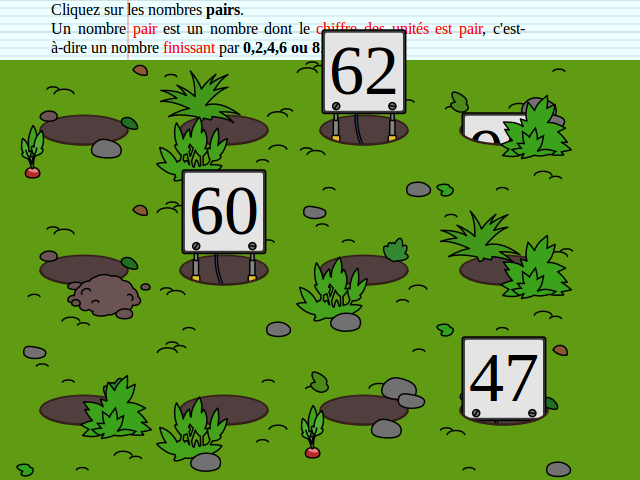 Cliquez sur les nombres pairs.
Un nombre pair est un nombre dont le chiffre des unités est pair, c'est-
à-dire un nombre finissant par 0,2,4,6 ou 8
62
60
47